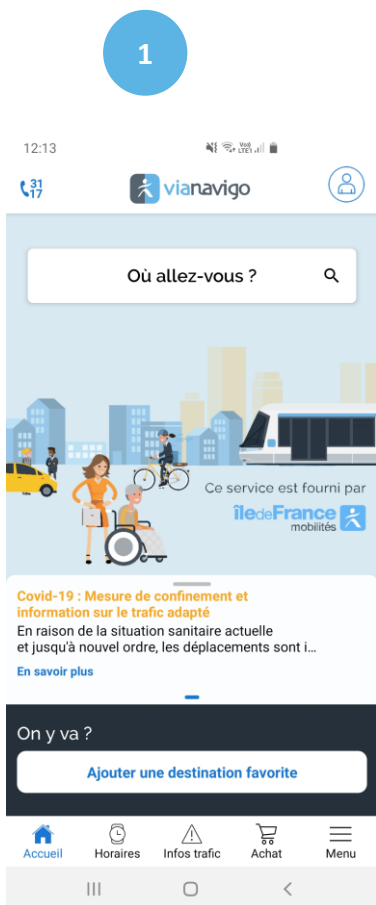 1
12:13
31
17
vianavigo
Où allez-vous ?
Ce service est fourni par
îledeFrance
mobilités
Covid-19 : Mesure de confinement et
information sur le trafic adapté
En raison de la situation sanitaire actuelle
et jusqu'à nouvel ordre, les déplacements sont i...
En savoir plus
On y va ?
Ajouter une destination favorite
Accueil
Horaires
Infos trafic
Achat
Menu